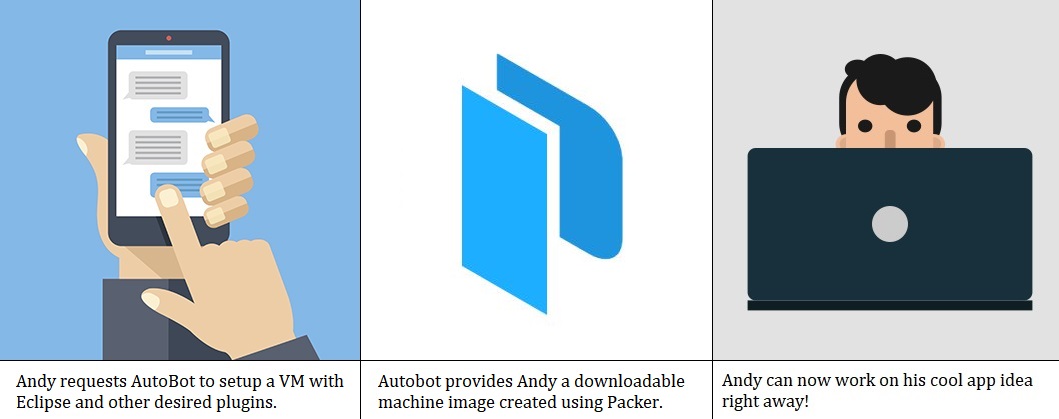 Andy requests AutoBot to setup a VM with
Eclipse and other desired plugins.
Autobot provides Andy a downloadable
machine image created using Packer.
Andy can now work on his cool app idea
right away!